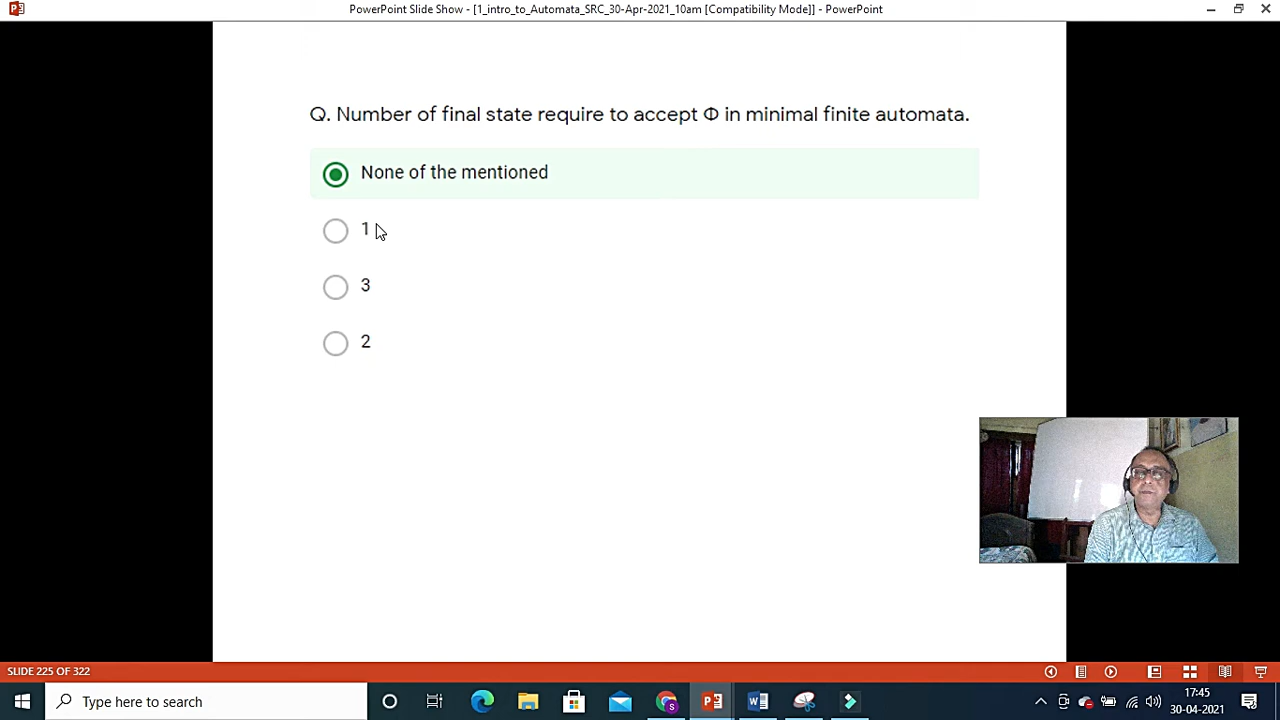 PowerPoint Slide Show - [1_intro_to_Automata_SRC_30-Apr-2021_10am [Compatibility Mode]] - PowerPoint
Q. Number of final state require to accept Φ in minimal finite automata.
None of the mentioned
1
3
2
SLIDE 225 OF 322
Type here to search
17:45
30-04-2021